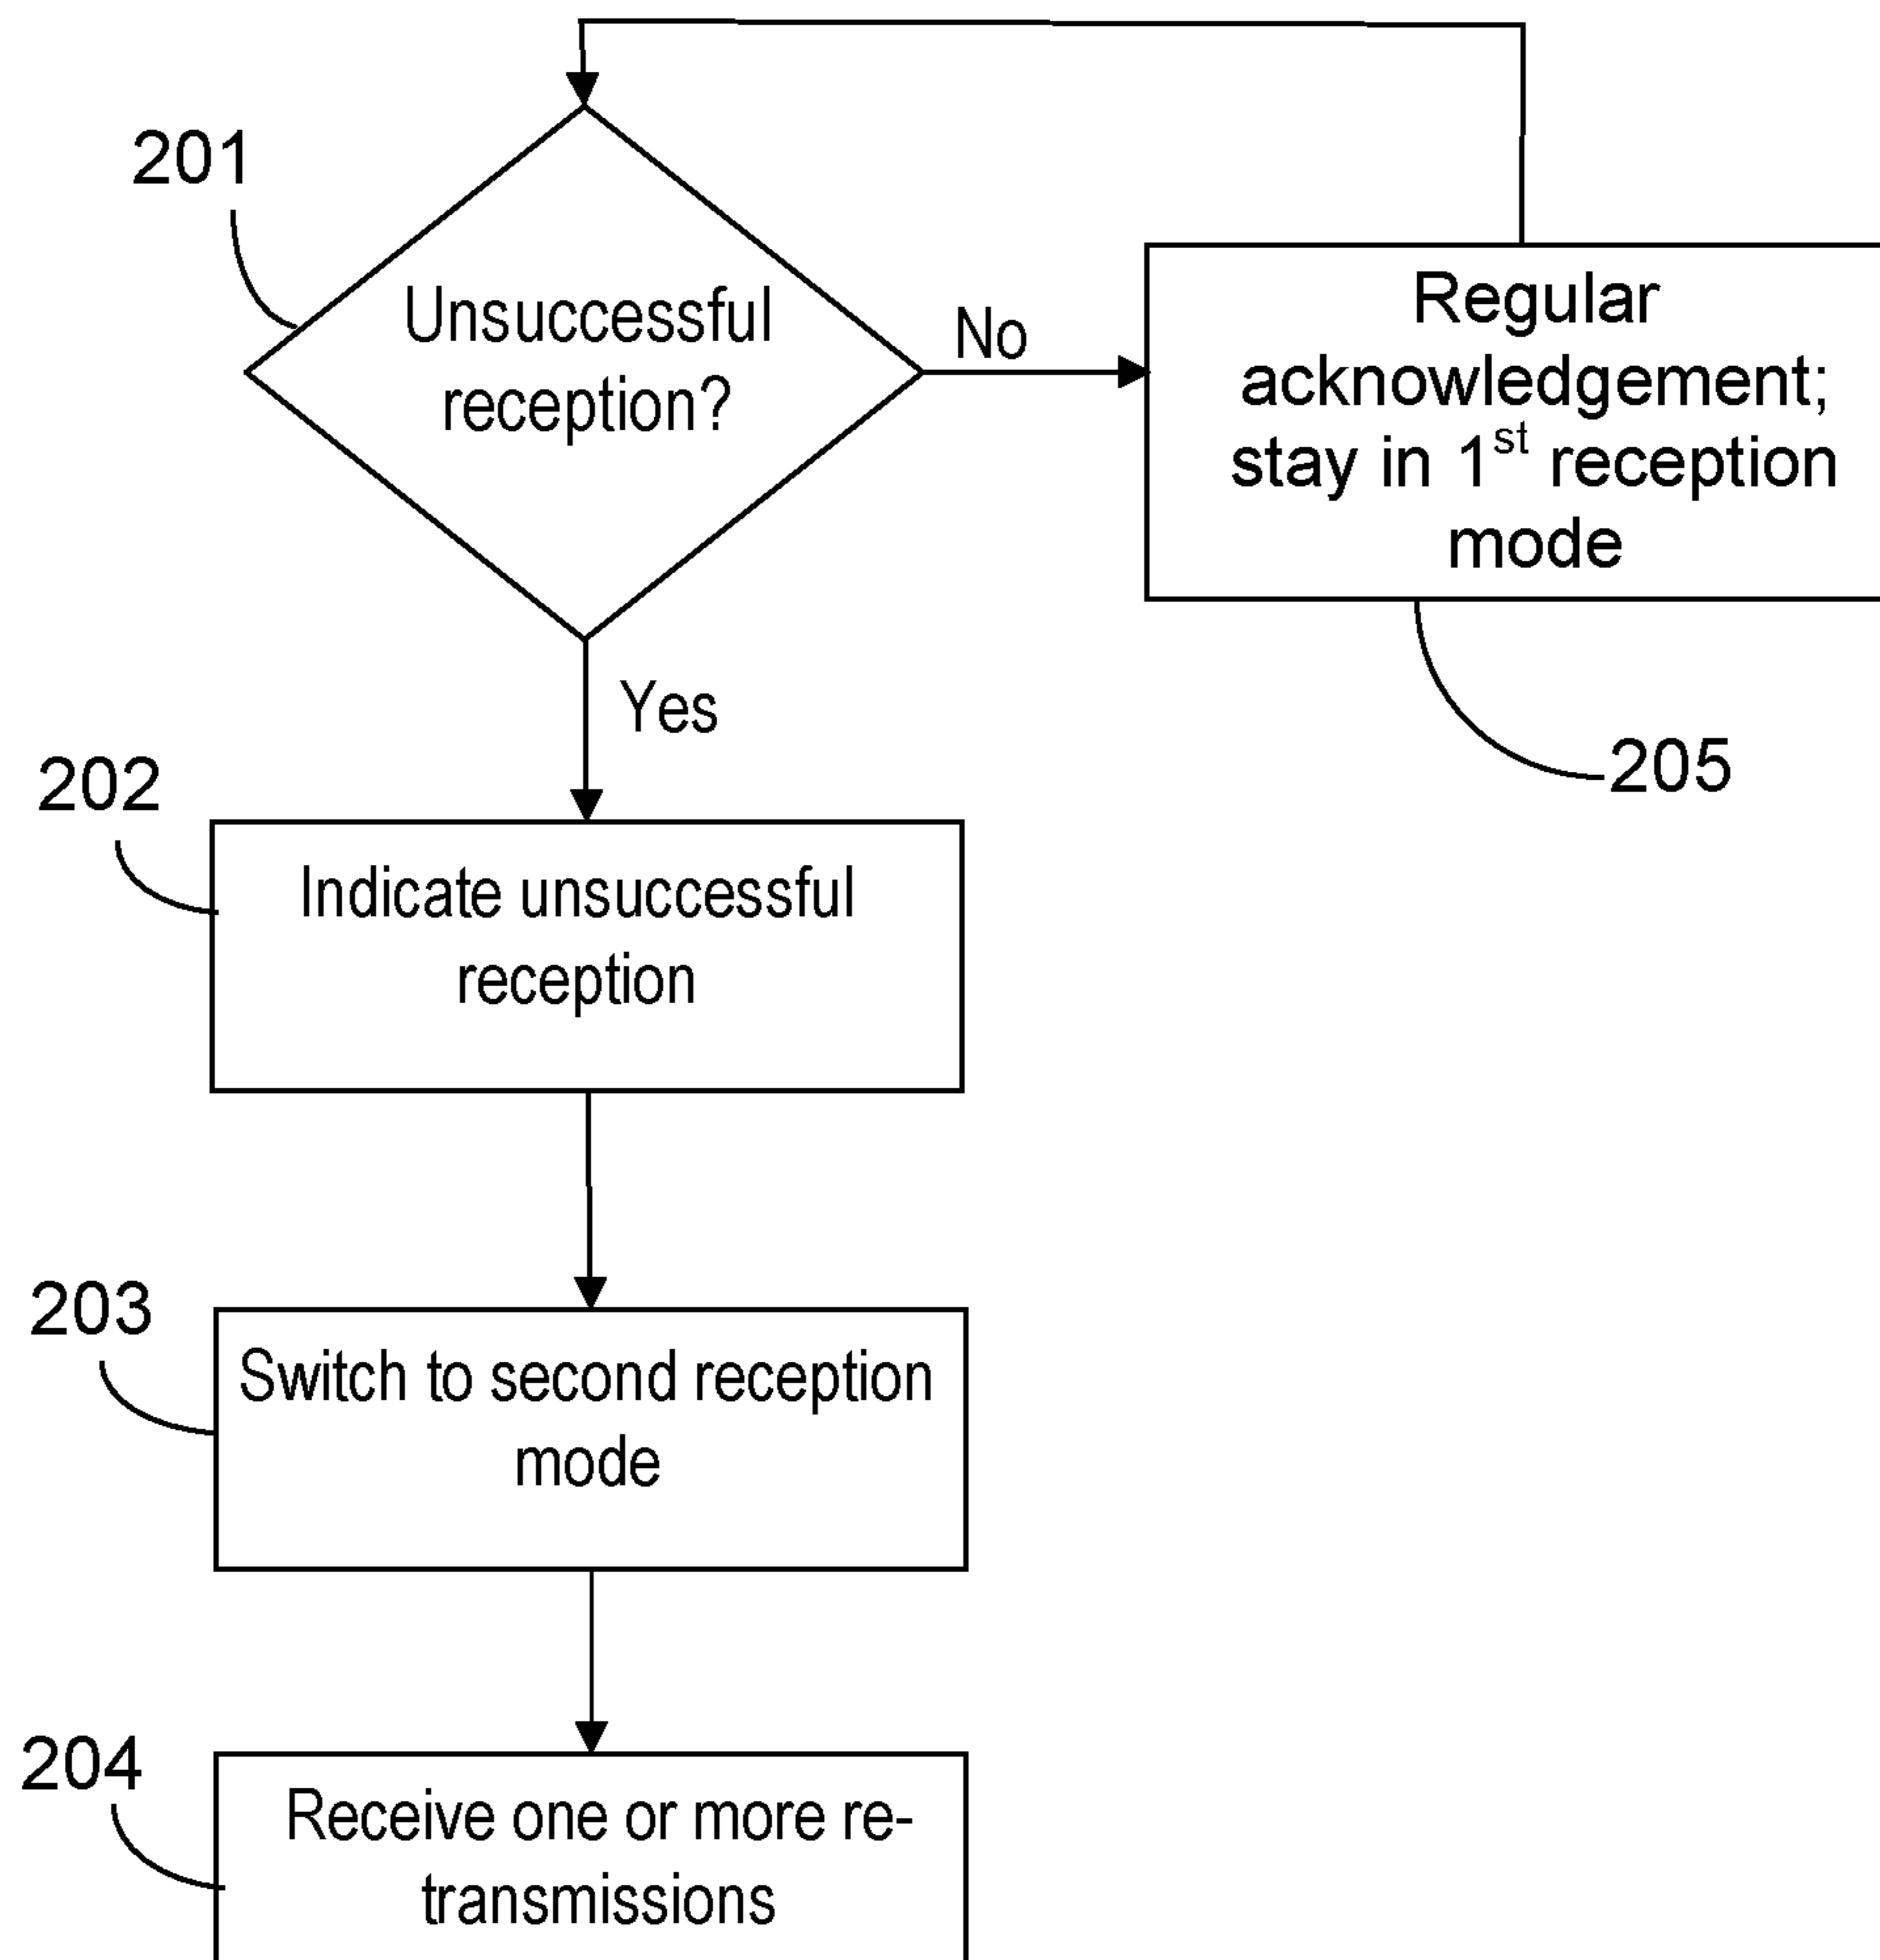 201
Unsuccessful
reception?
No
Regular
acknowledgement;
stay in 1st reception
mode
Yes
205
202
Indicate unsuccessful
reception
203
Switch to second reception
mode
204
Receive one or more re-
transmissions